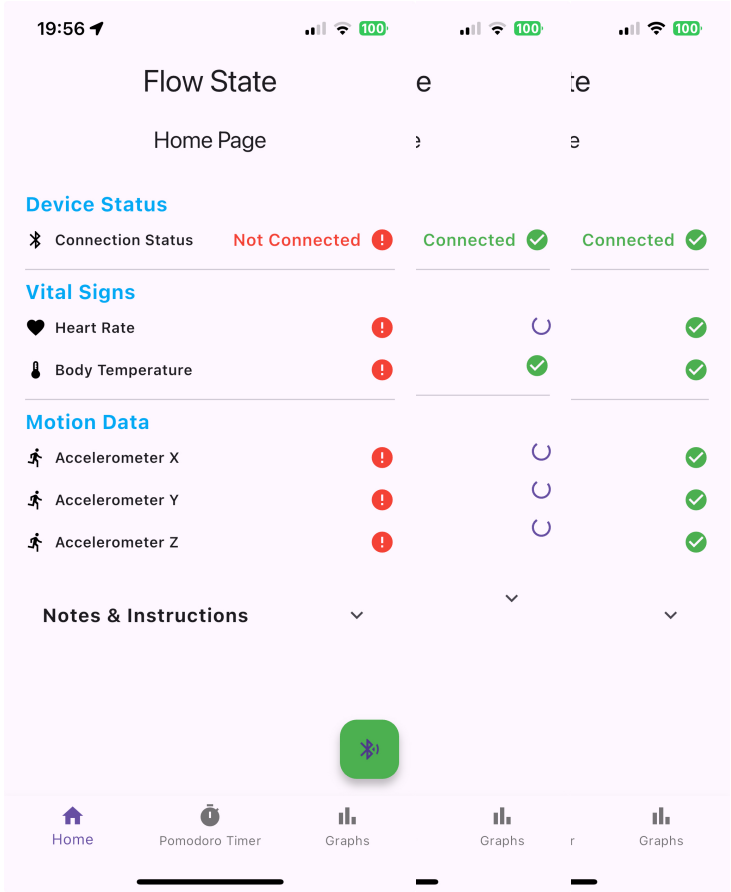 19:56 100 100 100
Flow State e te
Home Page e e
Device Status
Connection Status Not Connected Connected Connected
Vital Signs
Heart Rate
Body Temperature
Motion Data
Accelerometer X
Accelerometer Y
Accelerometer Z
Notes & Instructions
Home Pomodoro Timer Graphs Graphs r Graphs